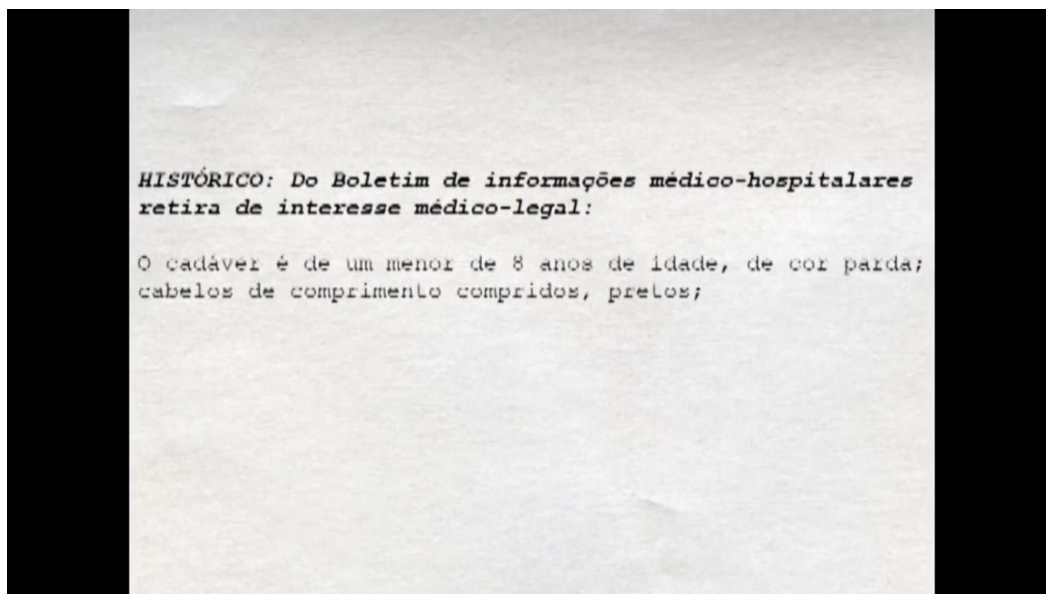 HISTÓRICO: Do Boletim de informações médico-hospitalares
retira de interesse médico-legal:
O cadáver é de um menor de 8 anos de idade, de cor parda;
cabelos de comprimento compridos, pretos;